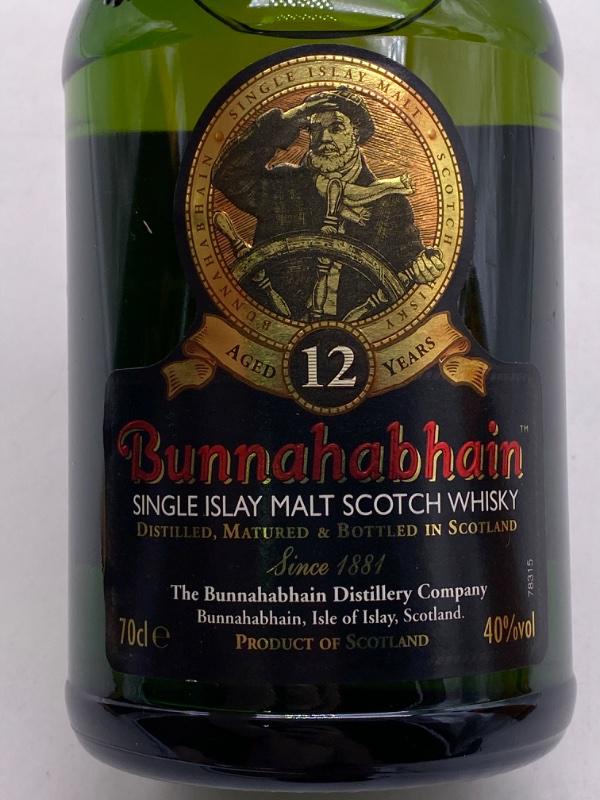 BUNNAHABHAIN • SINGLE ISLAY MALT • SCOTCH WHISKY
AGED 12 YEARS
Bunnahabhain™
SINGLE ISLAY MALT SCOTCH WHISKY
DISTILLED, MATURED & BOTTLED IN SCOTLAND
Since 1881
The Bunnahabhain Distillery Company
Bunnahabhain, Isle of Islay, Scotland.
70cl e PRODUCT OF SCOTLAND 40%vol
78315